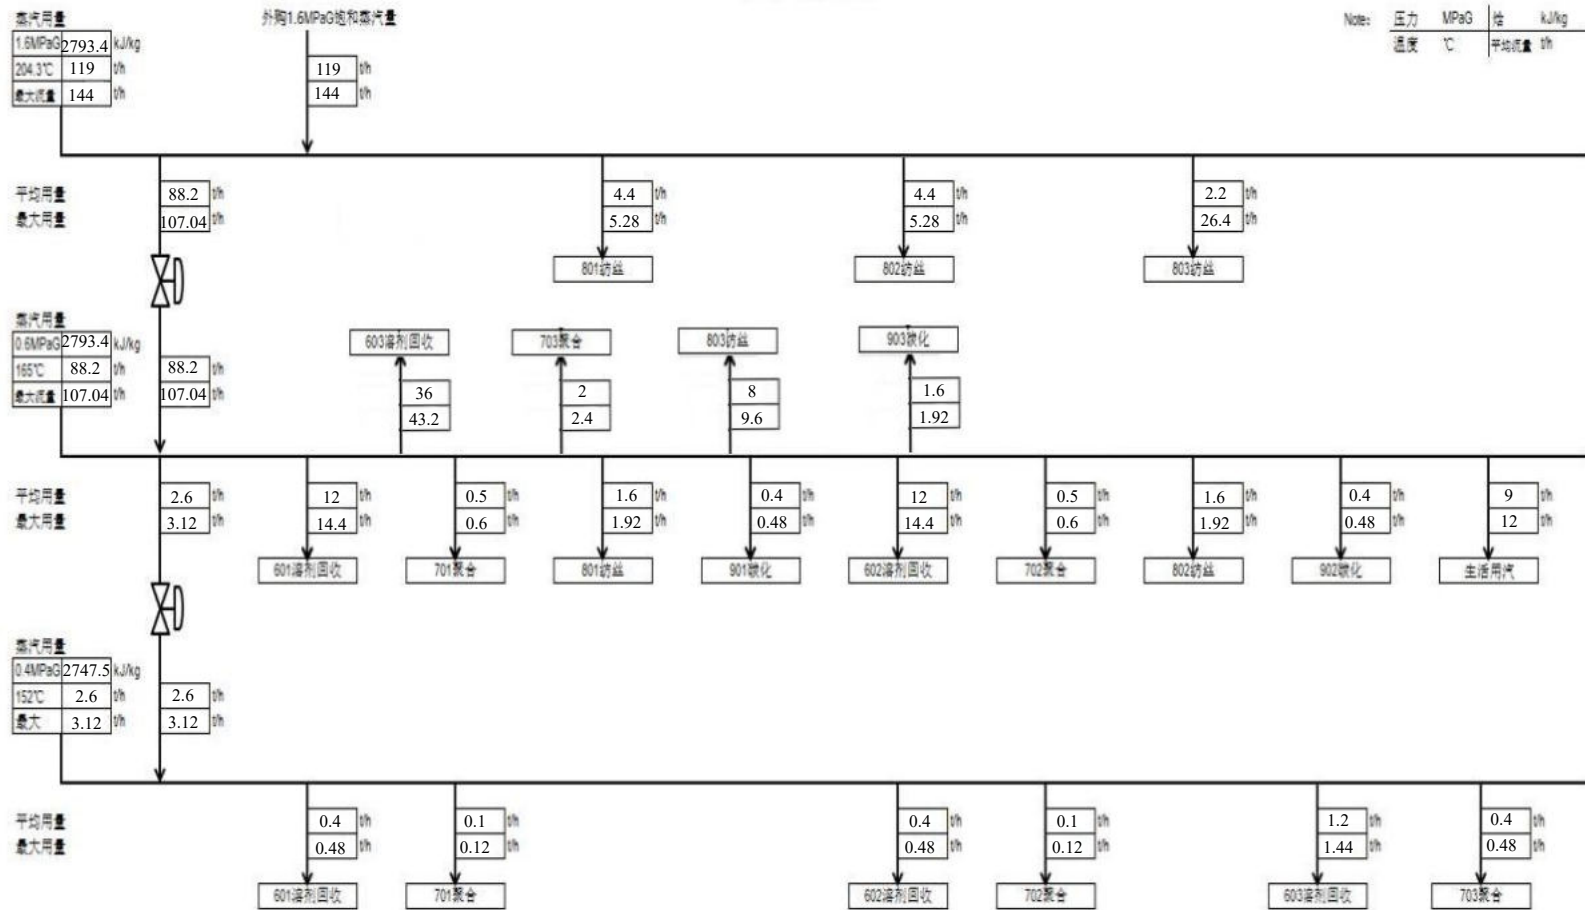 蒸汽用量
外购1.6MPaG饱和蒸汽量
Note: 压力 MPaG 焓 kJ/kg
温度 ℃ 平均流量 t/h
1.6MPaG 2793.4 kJ/kg
204.3℃ 119 t/h
最大流量 144 t/h
119 t/h
144 t/h
平均用量 88.2 t/h 4.4 t/h 4.4 t/h 2.2 t/h
最大用量 107.04 t/h 5.28 t/h 5.28 t/h 26.4 t/h
801纺丝 802纺丝 803纺丝
蒸汽用量
0.6MPaG 2793.4 kJ/kg
165℃ 88.2 t/h 88.2 t/h
最大流量 107.04 t/h 107.04 t/h
603溶剂回收 703聚合 803纺丝 903碳化
36 2 8 1.6
43.2 2.4 9.6 1.92
平均用量 2.6 t/h 12 t/h 0.5 t/h 1.6 t/h 0.4 t/h 12 t/h 0.5 t/h 1.6 t/h 0.4 t/h 9 t/h
最大用量 3.12 t/h 14.4 t/h 0.6 t/h 1.92 t/h 0.48 t/h 14.4 t/h 0.6 t/h 1.92 t/h 0.48 t/h 12 t/h
601溶剂回收 701聚合 801纺丝 901碳化 602溶剂回收 702聚合 802纺丝 902碳化 生活用汽
蒸汽用量
0.4MPaG 2747.5 kJ/kg
152℃ 2.6 t/h 2.6 t/h
最大 3.12 t/h 3.12 t/h
平均用量 0.4 t/h 0.1 t/h 0.4 t/h 0.1 t/h 1.2 t/h 0.4 t/h
最大用量 0.48 t/h 0.12 t/h 0.48 t/h 0.12 t/h 1.44 t/h 0.48 t/h
601溶剂回收 701聚合 602溶剂回收 702聚合 603溶剂回收 703聚合